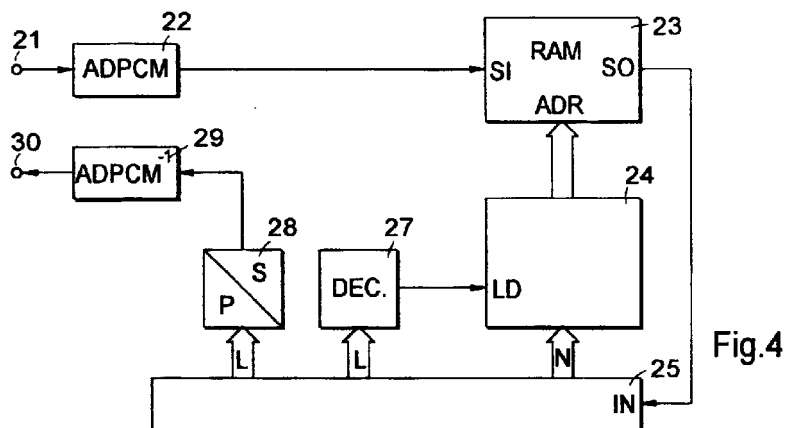 21
22
ADPCM
23
SI
RAM
SO
ADR
30
ADPCM⁻¹
29
24
28
S
P
27
DEC.
LD
L
L
N
25
IN
Fig.4